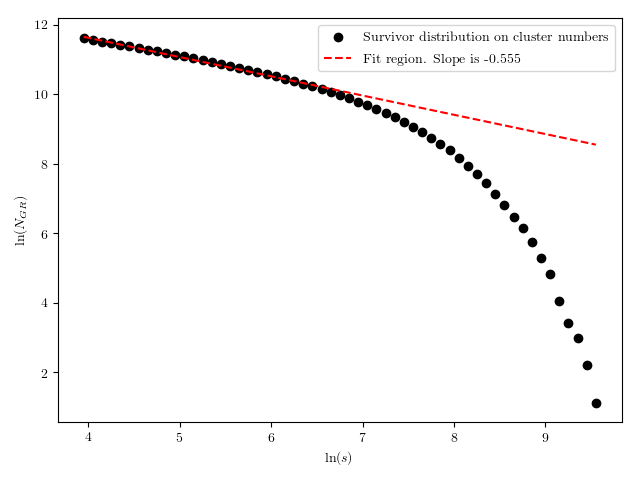 12
10
8
6
4
2
ln(N_{GR})
Survivor distribution on cluster numbers
Fit region. Slope is -0.555
4 5 6 7 8 9
ln(s)